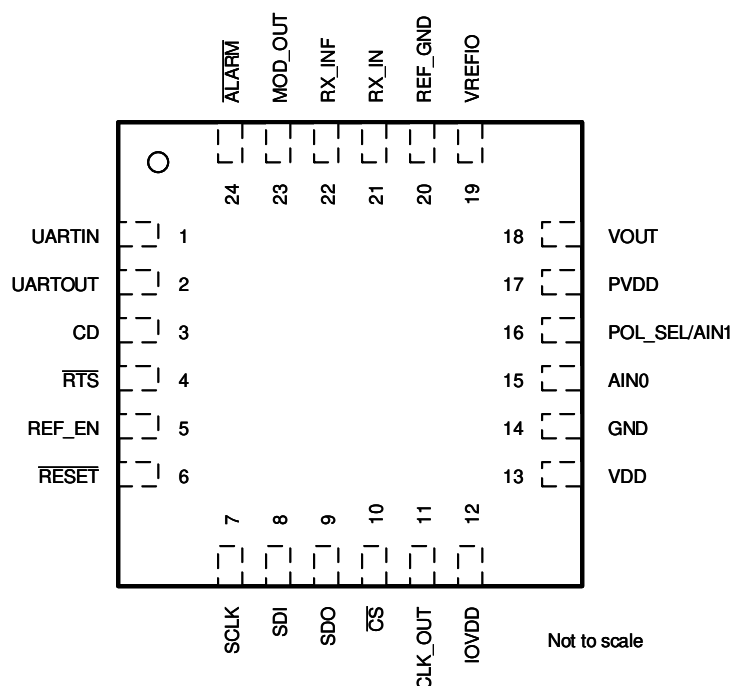 ALARM
MOD_OUT
RX_INF
RX_IN
REF_GND
VREFIO
24
23
22
21
20
19
UARTIN 1
18 VOUT
UARTOUT 2
17 PVDD
CD 3
16 POL_SEL/AIN1
RTS 4
15 AIN0
REF_EN 5
14 GND
RESET 6
13 VDD
7
8
9
10
11
12
SCLK
SDI
SDO
CS
CLK_OUT
IOVDD
Not to scale